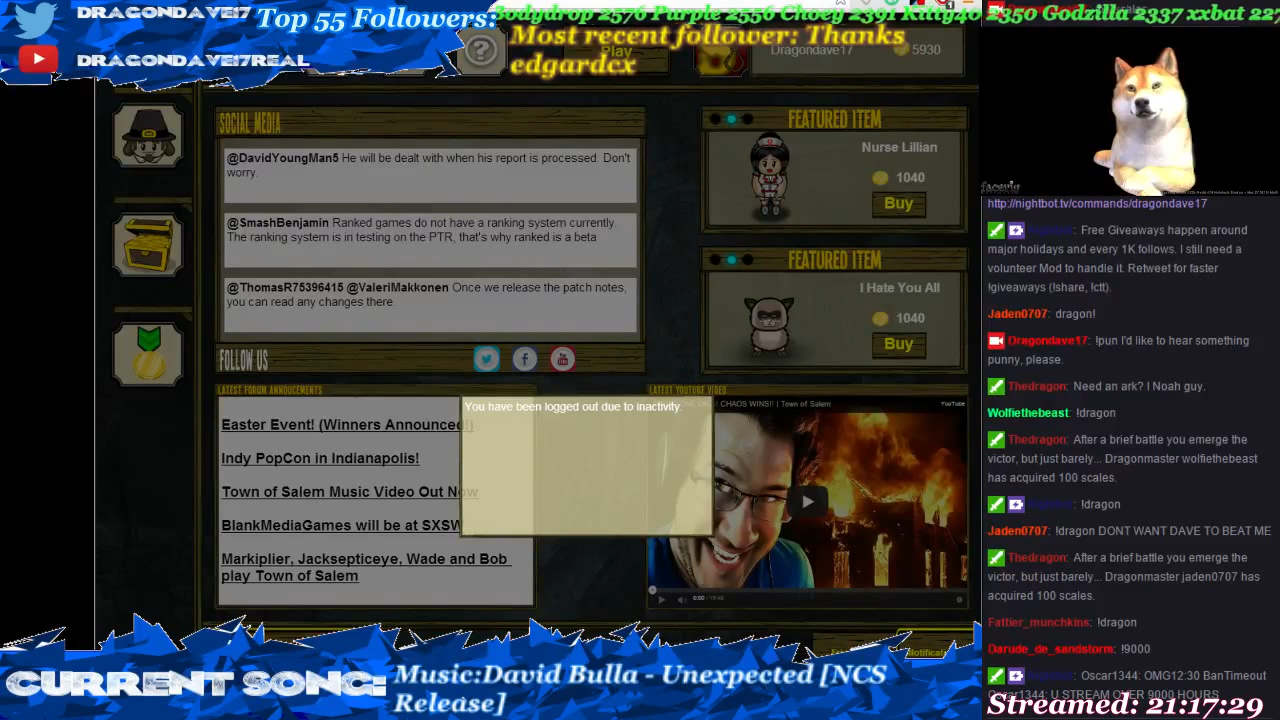 DRAGONDAVE17
DRAGONDAVE17REAL
Top 55 Followers:
Bodydrop 2576 Purple 2556 Choey 2391 Kitty40 2350 Godzilla 2337 xxbat
Most recent follower: Thanks
edgardcx
?
Play
Dragondave17
5930
SOCIAL MEDIA
@DavidYoungMan5 He will be dealt with when his report is processed. Don't
worry.
@SmashBenjamin Ranked games do not have a ranking system currently.
The ranking system is in testing on the PTR, that's why ranked is a beta
@ThomasR75396415 @ValeriMakkonen Once we release the patch notes,
you can read any changes there.
FOLLOW US
FEATURED ITEM
Nurse Lillian
1040
Buy
FEATURED ITEM
I Hate You All
1040
Buy
LATEST FORUM ANNOUCEMENTS
Easter Event! (Winners Announced!)
Indy PopCon in Indianapolis!
Town of Salem Music Video Out Now
BlankMediaGames will be at SXSW
Markiplier, Jacksepticeye, Wade and Bob
play Town of Salem
You have been logged out due to inactivity.
LATEST YOUTUBE VIDEO
! CHAOS WINS!! | Town of Salem
YouTube
Notificat
CURRENT SONG:
Music:David Bulla - Unexpected [NCS
Release]
http://nightbot.tv/commands/dragondave17
: Free Giveaways happen around
major holidays and every 1K follows. I still need a
volunteer Mod to handle it. Retweet for faster
!giveaways (!share, !ctt).
Jaden0707: dragon!
Dragondave17: !pun I'd like to hear something
punny, please.
Thedragon: Need an ark? I Noah guy.
Wolfiethebeast: !dragon
Thedragon: After a brief battle you emerge the
victor, but just barely... Dragonmaster wolfiethebeast
has acquired 100 scales.
: !dragon
Jaden0707: !dragon DONT WANT DAVE TO BEAT ME
Thedragon: After a brief battle you emerge the
victor, but just barely... Dragonmaster jaden0707 has
acquired 100 scales.
Fattier_munchkins: !dragon
Darude_de_sandstorm: !9000
: Oscar1344: OMG12:30 BanTimeout
Oscar1344: U STREAM OVER 9000 HOURS
Streamed: 21:17:29